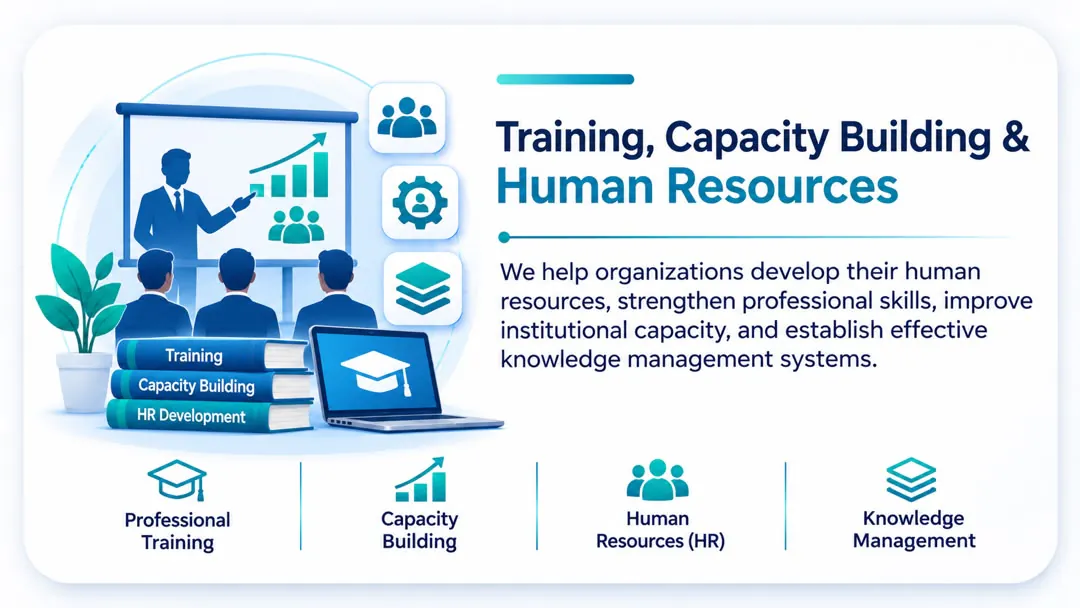 Training, Capacity Building &
Human Resources
We help organizations develop their human
resources, strengthen professional skills, improve
institutional capacity, and establish effective
knowledge management systems.
Training
Capacity Building
HR Development
Professional
Training
Capacity
Building
Human
Resources (HR)
Knowledge
Management